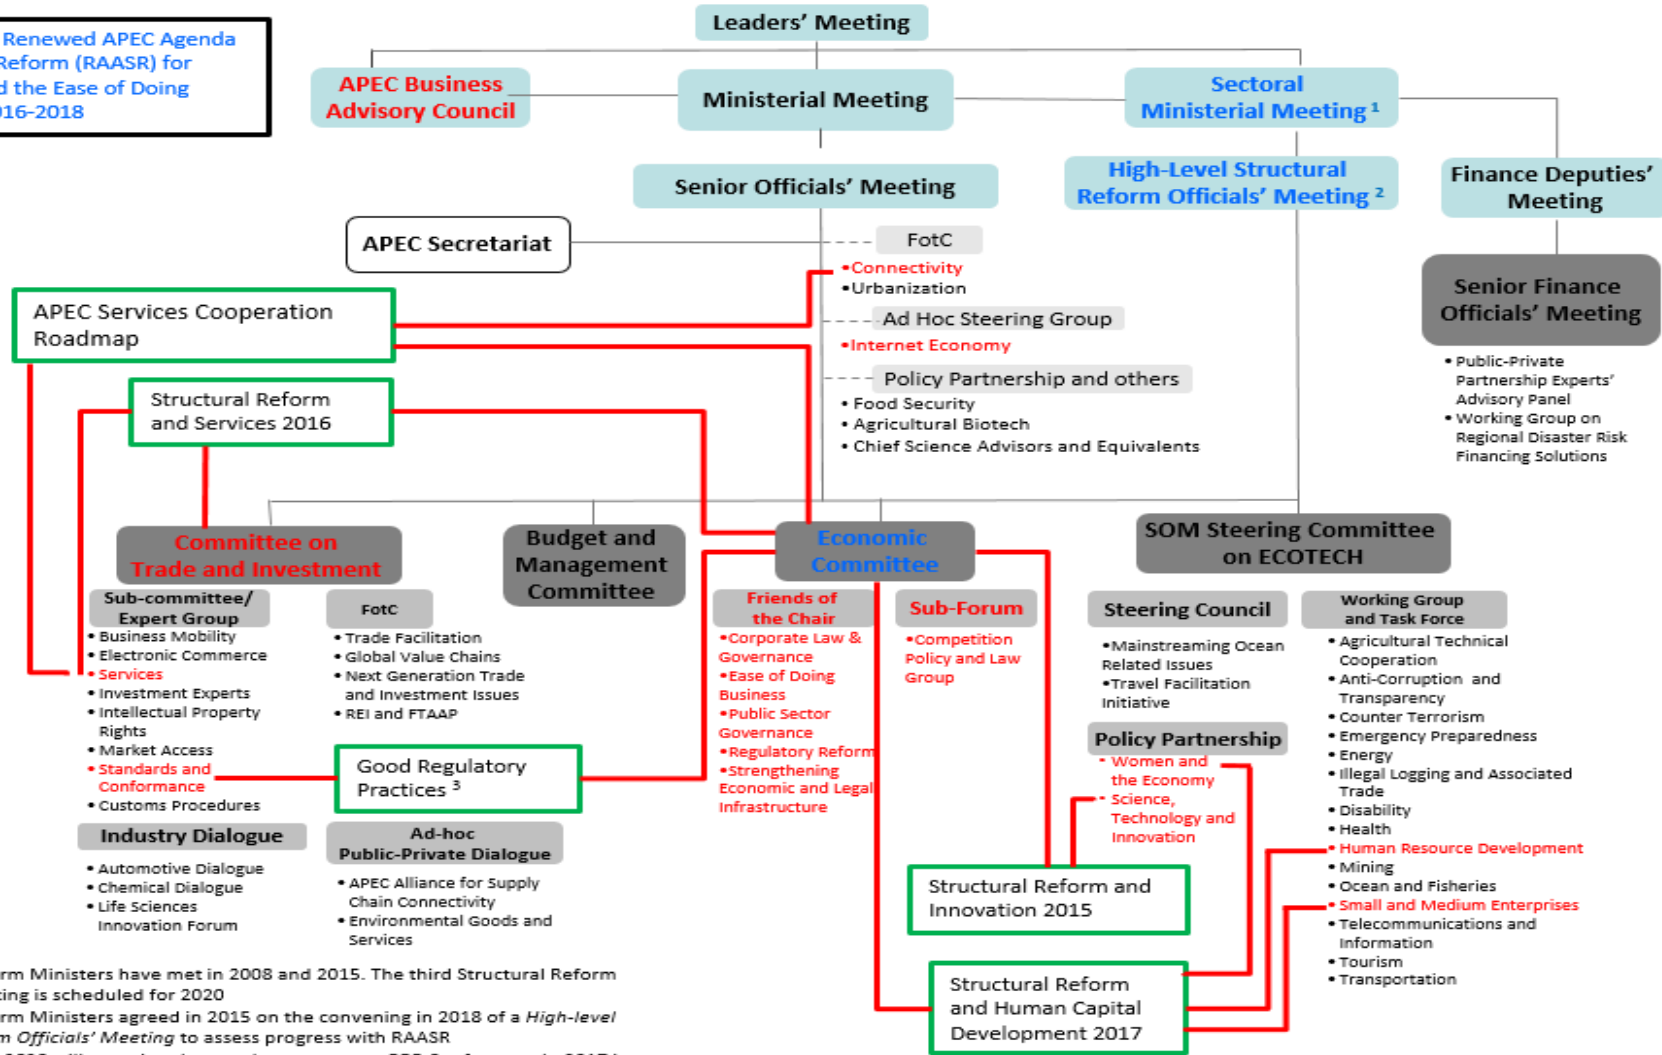 Leaders' Meeting
Renewed APEC Agenda
Reform (RAASR) for
the Ease of Doing
2016-2018
APEC Business
Advisory Council
Ministerial Meeting
Sectoral
Ministerial Meeting 1
Senior Officials' Meeting
High-Level Structural
Reform Officials' Meeting 2
Finance Deputies'
Meeting
APEC Secretariat
FotC
•Connectivity
•Urbanization
Ad Hoc Steering Group
•Internet Economy
Policy Partnership and others
• Food Security
• Agricultural Biotech
• Chief Science Advisors and Equivalents
Senior Finance
Officials' Meeting
• Public-Private
Partnership Experts'
Advisory Panel
• Working Group on
Regional Disaster Risk
Financing Solutions
APEC Services Cooperation
Roadmap
Structural Reform
and Services 2016
Committee on
Trade and Investment
Budget and
Management
Committee
Economic
Committee
SOM Steering Committee
on ECOTECH
Sub-committee/
Expert Group
• Business Mobility
• Electronic Commerce
• Services
• Investment Experts
• Intellectual Property
Rights
• Market Access
• Standards and
Conformance
• Customs Procedures
FotC
• Trade Facilitation
• Global Value Chains
• Next Generation Trade
and Investment Issues
• REI and FTAAP
Good Regulatory
Practices 3
Industry Dialogue
• Automotive Dialogue
• Chemical Dialogue
• Life Sciences
Innovation Forum
Ad-hoc
Public-Private Dialogue
• APEC Alliance for Supply
Chain Connectivity
• Environmental Goods and
Services
Friends of
the Chair
•Corporate Law &
Governance
•Ease of Doing
Business
•Public Sector
Governance
•Regulatory Reform
•Strengthening
Economic and Legal
Infrastructure
Sub-Forum
•Competition
Policy and Law
Group
Steering Council
•Mainstreaming Ocean
Related Issues
•Travel Facilitation
Initiative
Policy Partnership
• Women and
the Economy
• Science,
Technology and
Innovation
Working Group
and Task Force
• Agricultural Technical
Cooperation
• Anti-Corruption and
Transparency
• Counter Terrorism
• Emergency Preparedness
• Energy
• Illegal Logging and Associated
Trade
• Disability
• Health
• Human Resource Development
• Mining
• Ocean and Fisheries
• Small and Medium Enterprises
• Telecommunications and
Information
• Tourism
• Transportation
Structural Reform and
Innovation 2015
Structural Reform
and Human Capital
Development 2017
rm Ministers have met in 2008 and 2015. The third Structural Reform
ting is scheduled for 2020
rm Ministers agreed in 2015 on the convening in 2018 of a High-level
m Officials' Meeting to assess progress with RAASR